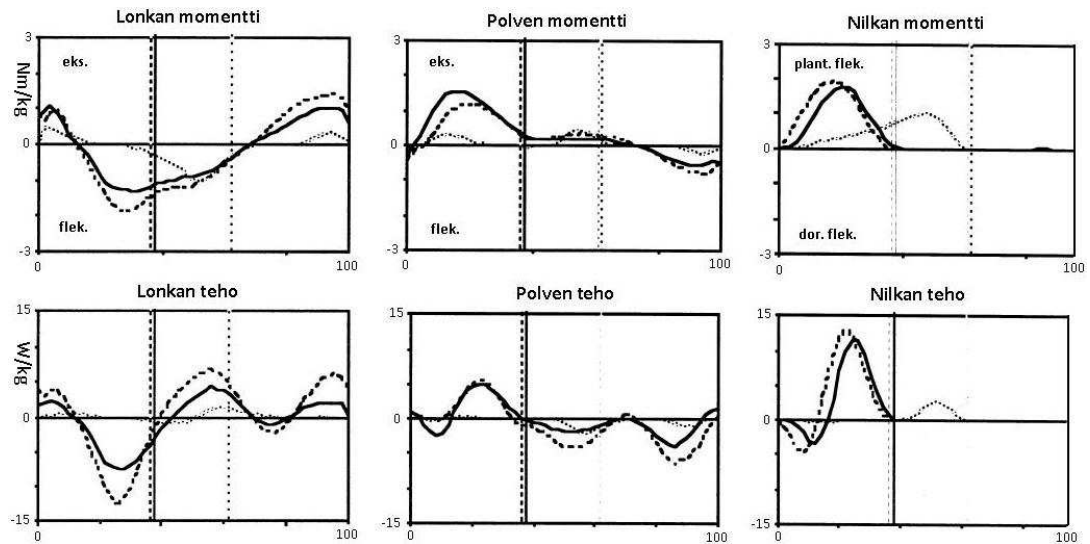 Lonkan momentti
Polven momentti
Nilkan momentti
3
Nm/kg
eks.
0
flek.
-3
0
100
3
eks.
0
flek.
-3
0
100
3
plant. flek.
0
dor. flek.
-3
0
100
Lonkan teho
Polven teho
Nilkan teho
15
W/kg
0
-15
0
100
15
0
-15
0
100
15
0
-15
0
100